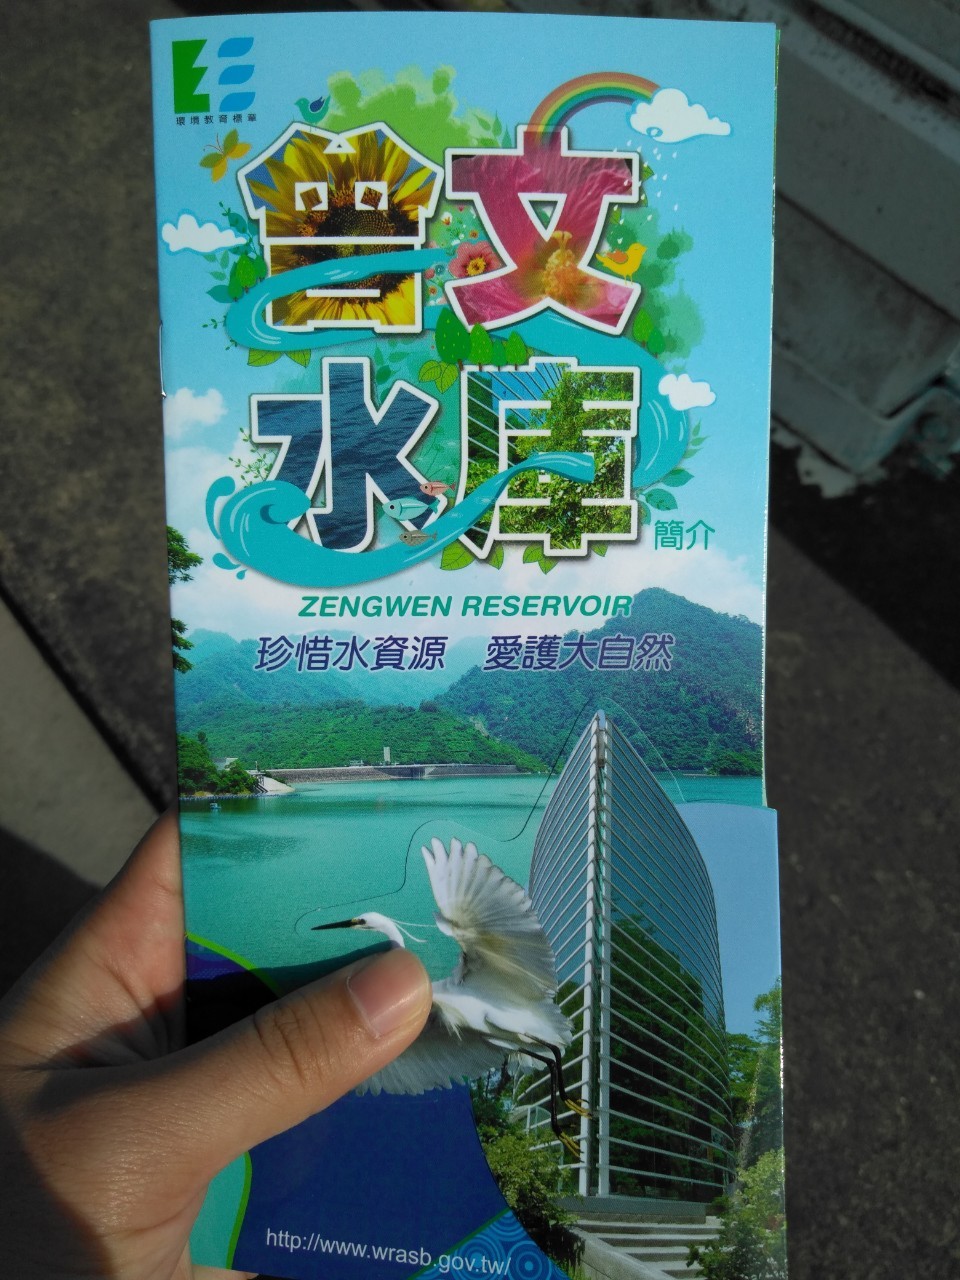 環境教育標章
曾文
水庫
簡介
ZENGWEN RESERVOIR
珍惜水資源 愛護大自然
http://www.wrasb.gov.tw/